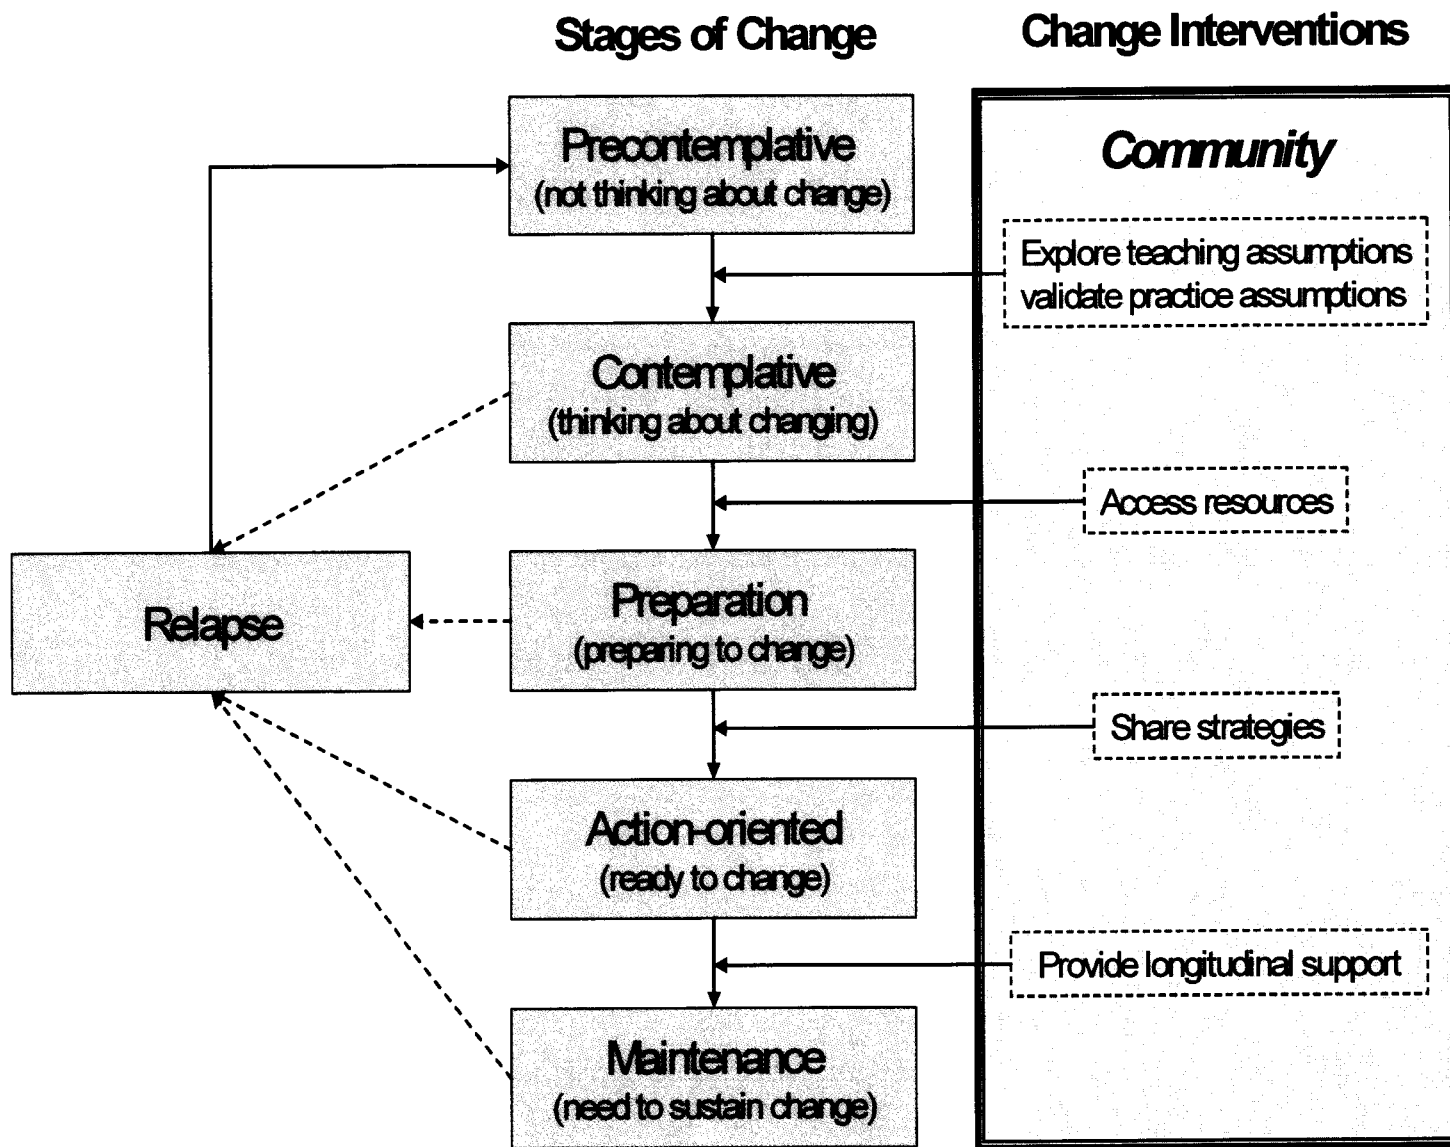 Stages of Change
Change Interventions
Precontemplative
(not thinking about change)
Community
Explore teaching assumptions
validate practice assumptions
Contemplative
(thinking about changing)
Access resources
Relapse
Preparation
(preparing to change)
Share strategies
Action-oriented
(ready to change)
Provide longitudinal support
Maintenance
(need to sustain change)